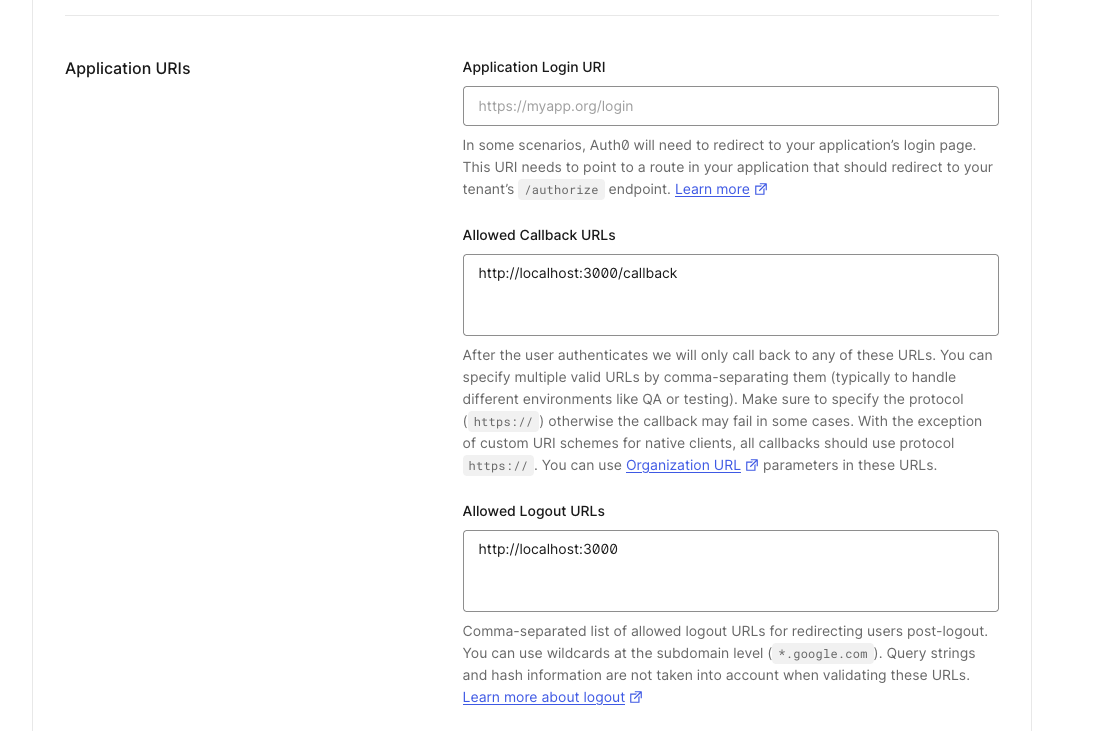 Application URIs
Application Login URI
https://myapp.org/login
In some scenarios, Auth0 will need to redirect to your application’s login page.
This URI needs to point to a route in your application that should redirect to your
tenant’s /authorize endpoint. Learn more
Allowed Callback URLs
http://localhost:3000/callback
After the user authenticates we will only call back to any of these URLs. You can
specify multiple valid URLs by comma-separating them (typically to handle
different environments like QA or testing). Make sure to specify the protocol
( https:// ) otherwise the callback may fail in some cases. With the exception
of custom URI schemes for native clients, all callbacks should use protocol
https:// . You can use Organization URL parameters in these URLs.
Allowed Logout URLs
http://localhost:3000
Comma-separated list of allowed logout URLs for redirecting users post-logout.
You can use wildcards at the subdomain level ( *.google.com ). Query strings
and hash information are not taken into account when validating these URLs.
Learn more about logout